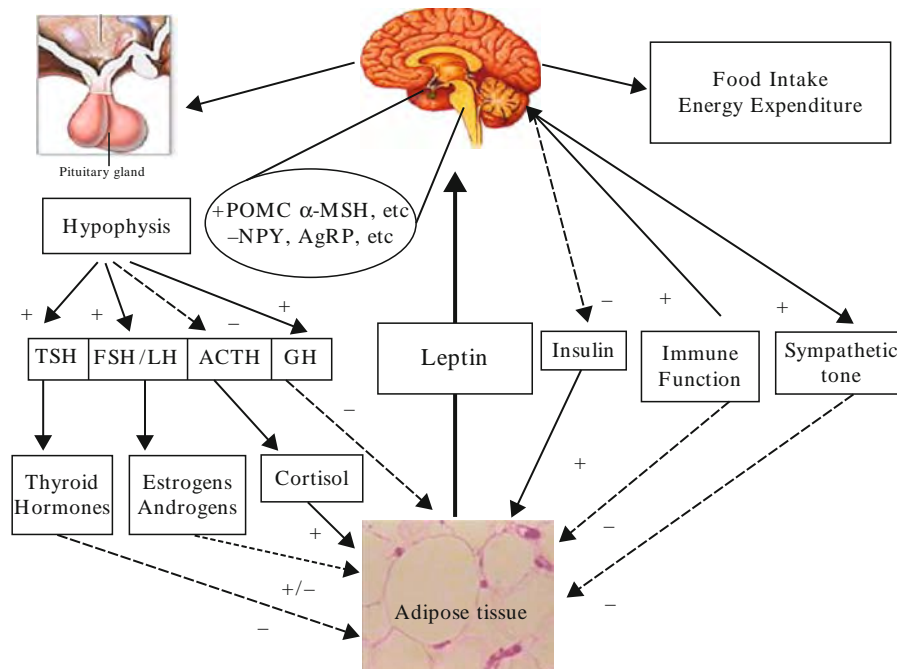 Food Intake
Energy Expenditure
Pituitary gland
+POMC α-MSH, etc
–NPY, AgRP, etc
Hypophysis
+ + – +
TSH FSH/LH ACTH GH
Leptin
– + +
Insulin
Immune
Function
Sympathetic
tone
–
Thyroid
Hormones
Estrogens
Androgens
Cortisol
+
+
+/–
–
–
–
Adipose tissue